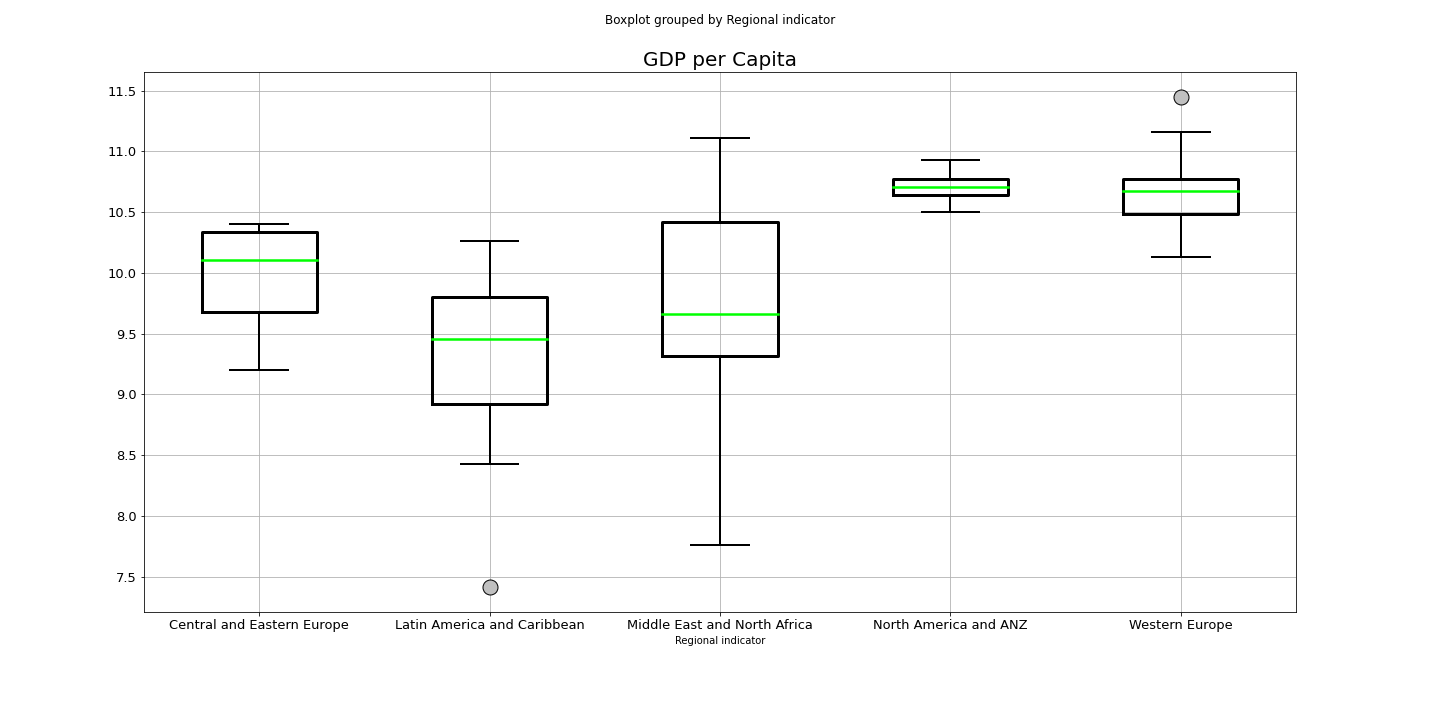 Boxplot grouped by Regional indicator
GDP per Capita
11.5
11.0
10.5
10.0
9.5
9.0
8.5
8.0
7.5
Central and Eastern Europe Latin America and Caribbean Middle East and North Africa North America and ANZ Western Europe
Regional indicator